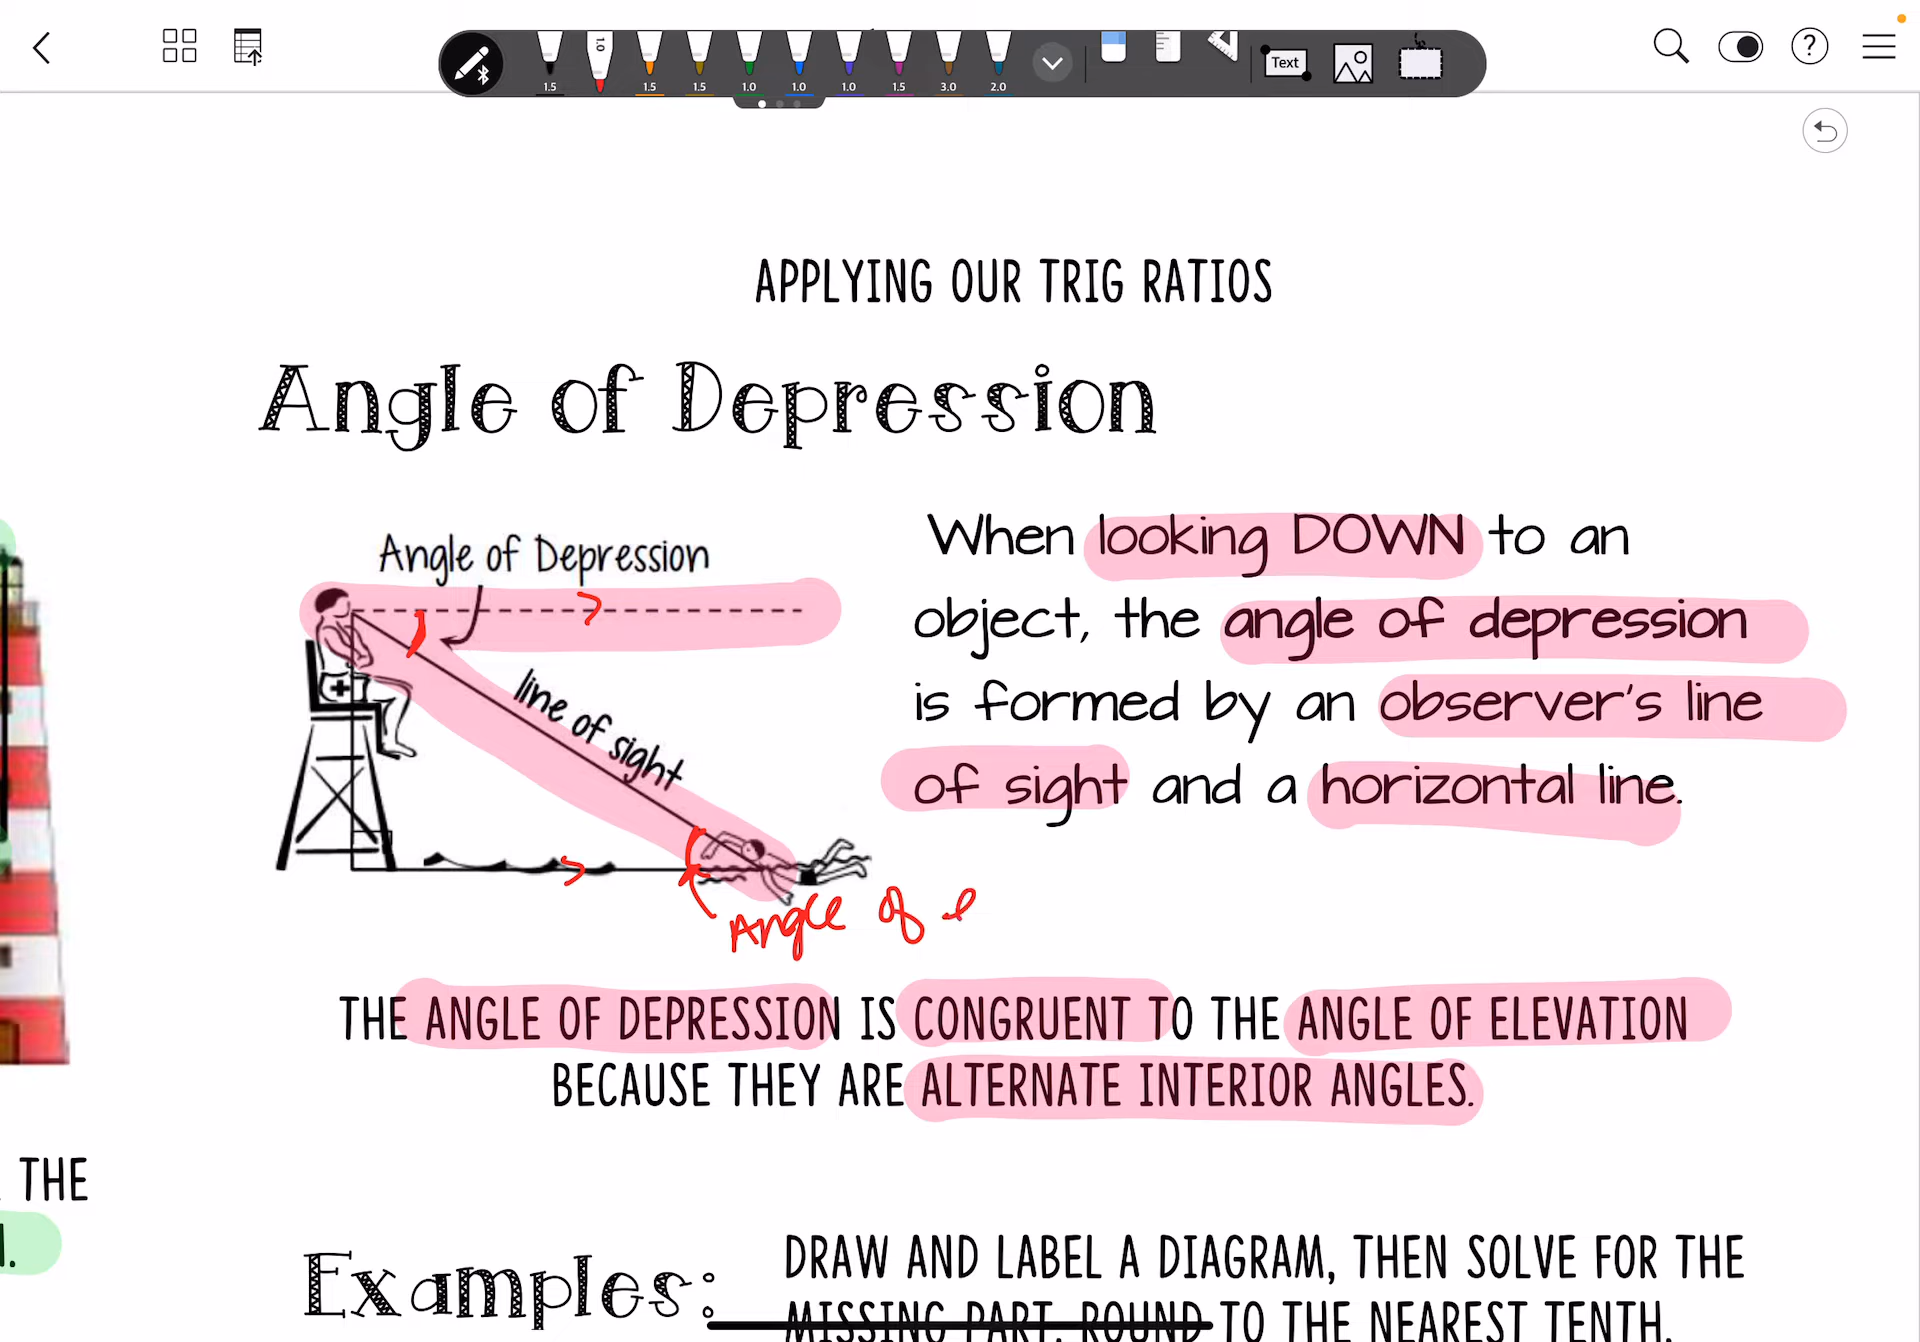 1.5 1.0 1.5 1.5 1.0 1.0 1.0 1.5 3.0 2.0 Text
APPLYING OUR TRIG RATIOS
Angle of Depression
Angle of Depression
line of sight
When looking DOWN to an
object, the angle of depression
is formed by an observer's line
of sight and a horizontal line.
Angle of e
THE ANGLE OF DEPRESSION IS CONGRUENT TO THE ANGLE OF ELEVATION
BECAUSE THEY ARE ALTERNATE INTERIOR ANGLES.
THE
Examples:
DRAW AND LABEL A DIAGRAM, THEN SOLVE FOR THE
MISSING PART. ROUND TO THE NEAREST TENTH.